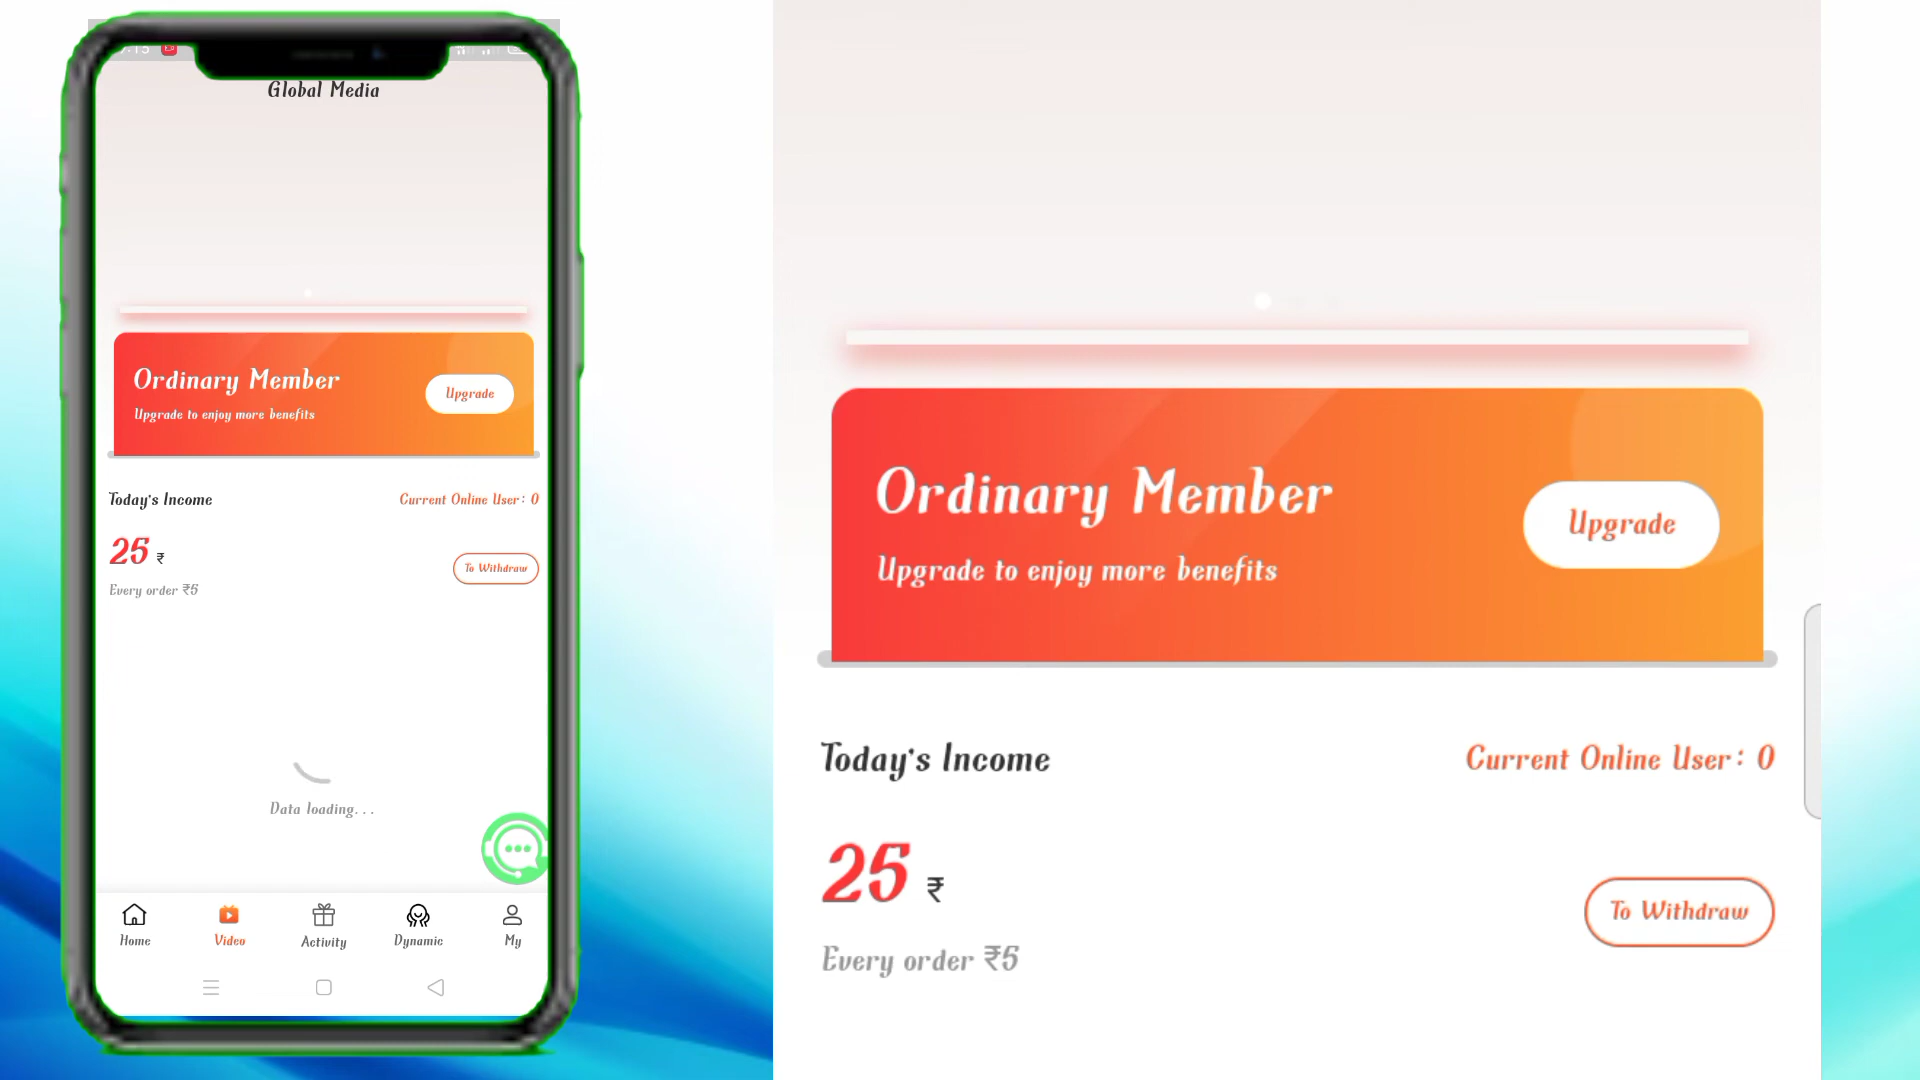 Global Media
Ordinary Member
Upgrade
Upgrade to enjoy more benefits
Today's Income
Current Online User: 0
25 ₹
To Withdraw
Every order ₹5
Data loading...
Home
Video
Activity
Dynamic
My
Ordinary Member
Upgrade
Upgrade to enjoy more benefits
Today's Income
Current Online User: 0
25 ₹
To Withdraw
Every order ₹5